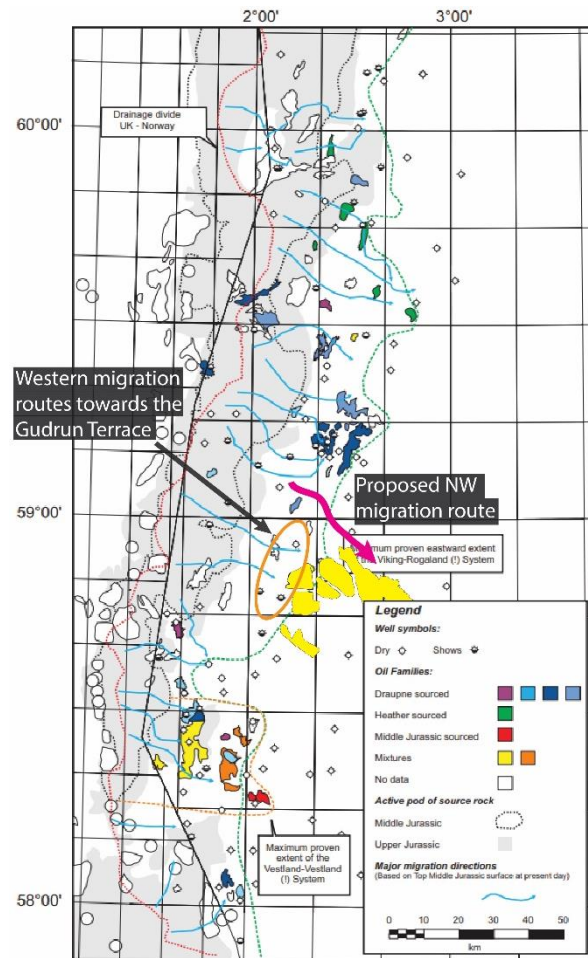 2°00'
3°00'
60°00'
Drainage divide
UK - Norway
Western migration
routes towards the
Gudrun Terrace
Proposed NW
migration route
59°00'
proven eastward extent
Viking-Rogaland (!) System
Legend
Well symbols:
Dry
Shows
Oil Families:
Draupne sourced
Heather sourced
Middle Jurassic sourced
Mixtures
No data
Active pod of source rock
Middle Jurassic
Upper Jurassic
Major migration directions
(Based on Top Middle Jurassic surface at present day)
0 10 20 30 40 50
km
Maximum proven
extent of the
Vestland-Vestland
(!) System
58°00'